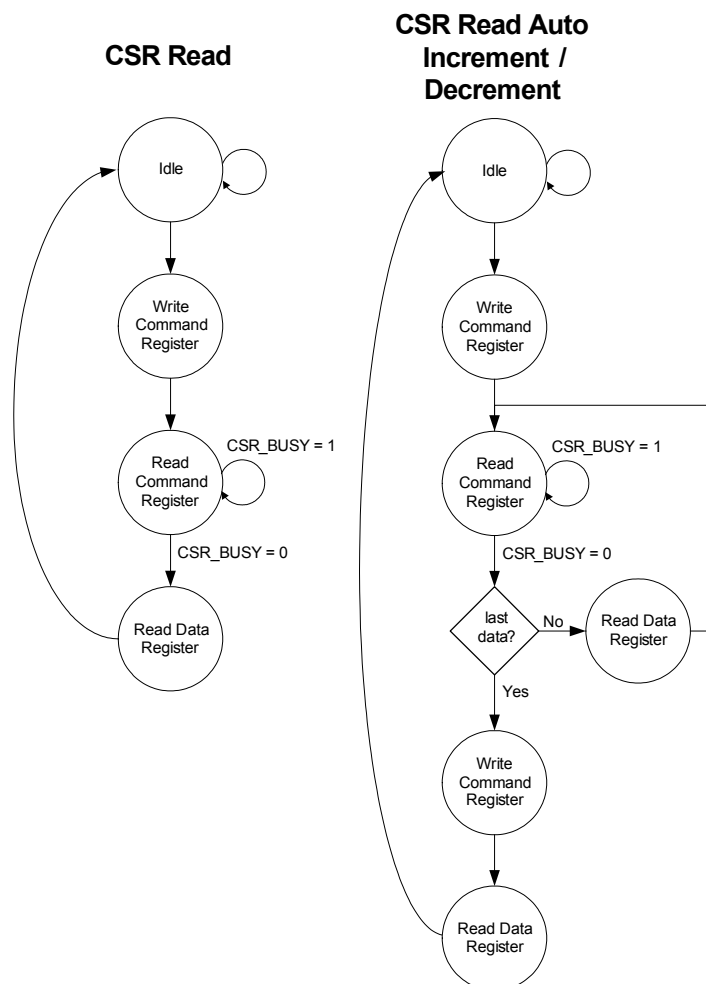 CSR Read
Idle
Write
Command
Register
Read
Command
Register
CSR_BUSY = 1
CSR_BUSY = 0
Read Data
Register
CSR Read Auto
Increment /
Decrement
Idle
Write
Command
Register
Read
Command
Register
CSR_BUSY = 1
CSR_BUSY = 0
last
data?
No
Read Data
Register
Yes
Write
Command
Register
Read Data
Register